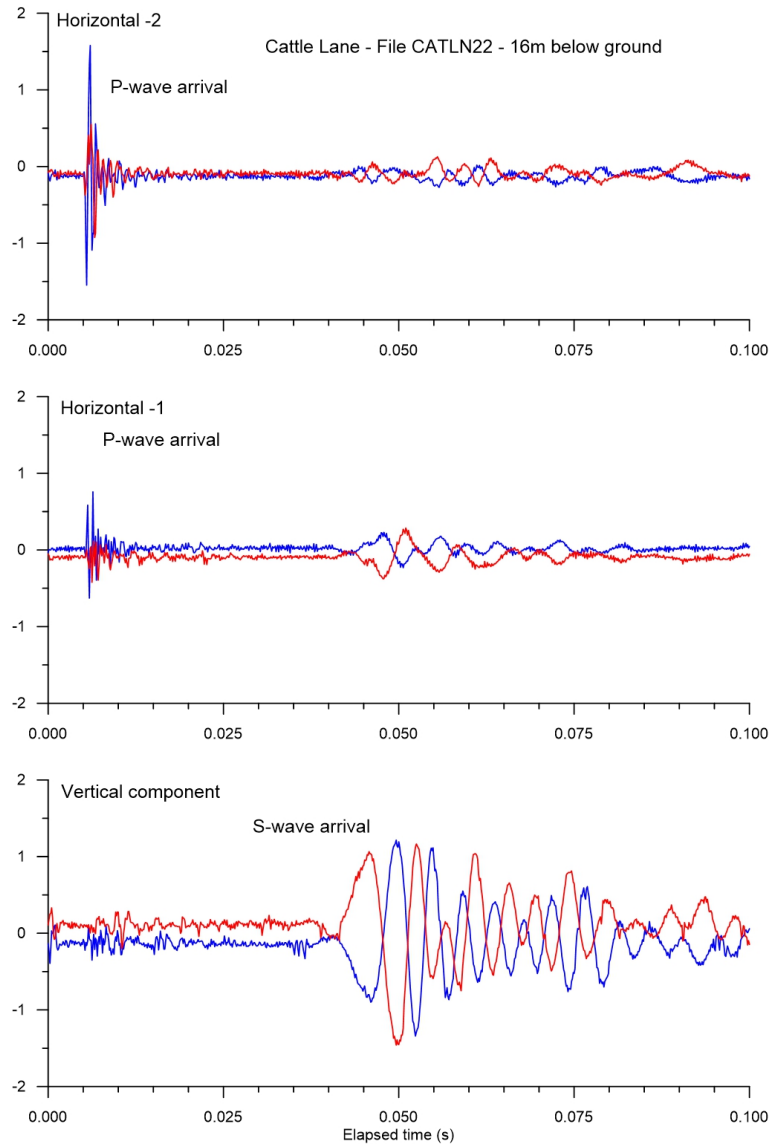 Horizontal -2
Cattle Lane - File CATLN22 - 16m below ground
P-wave arrival
2
1
0
-1
-2
0.000 0.025 0.050 0.075 0.100
Horizontal -1
P-wave arrival
2
1
0
-1
-2
0.000 0.025 0.050 0.075 0.100
Vertical component
S-wave arrival
2
1
0
-1
-2
0.000 0.025 0.050 0.075 0.100
Elapsed time (s)